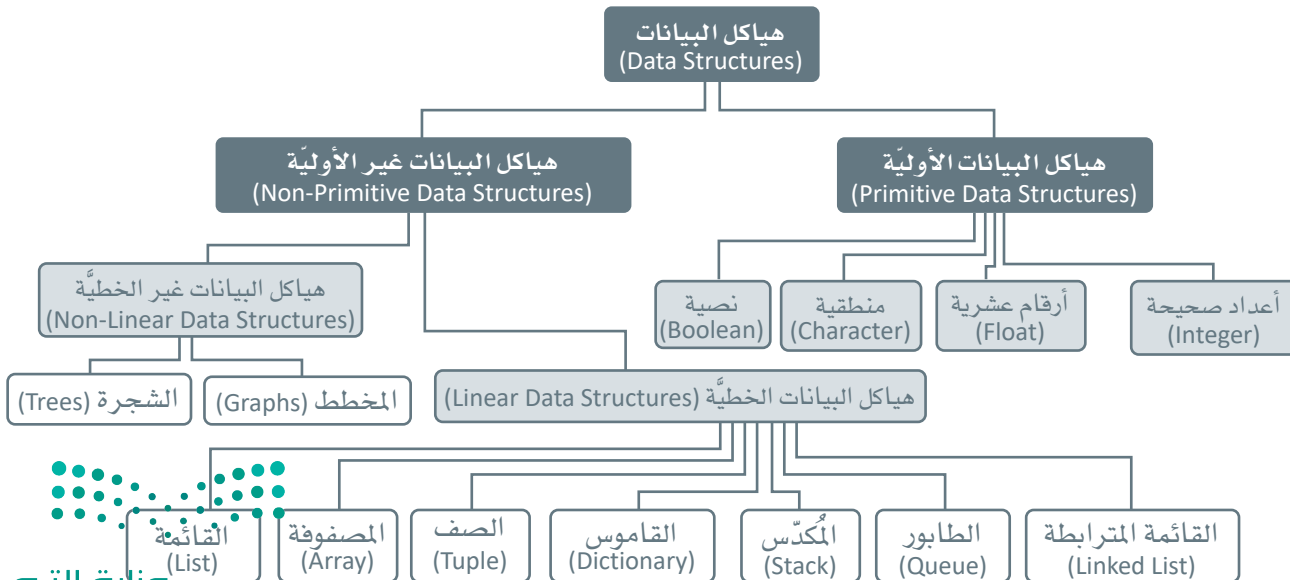 هياكل البيانات
(Data Structures)
هياكل البيانات الأوليّة
(Primitive Data Structures)
هياكل البيانات غير الأوليّة
(Non-Primitive Data Structures)
أعداد صحيحة
(Integer)
أرقام عشرية
(Float)
منطقية
(Character)
نصية
(Boolean)
هياكل البيانات غير الخطيَّة
(Non-Linear Data Structures)
المخطط (Graphs)
الشجرة (Trees)
هياكل البيانات الخطيَّة (Linear Data Structures)
القائمة المترابطة
(Linked List)
الطابور
(Queue)
المُكدّس
(Stack)
القاموس
(Dictionary)
الصف
(Tuple)
المصفوفة
(Array)
القائمة
(List)